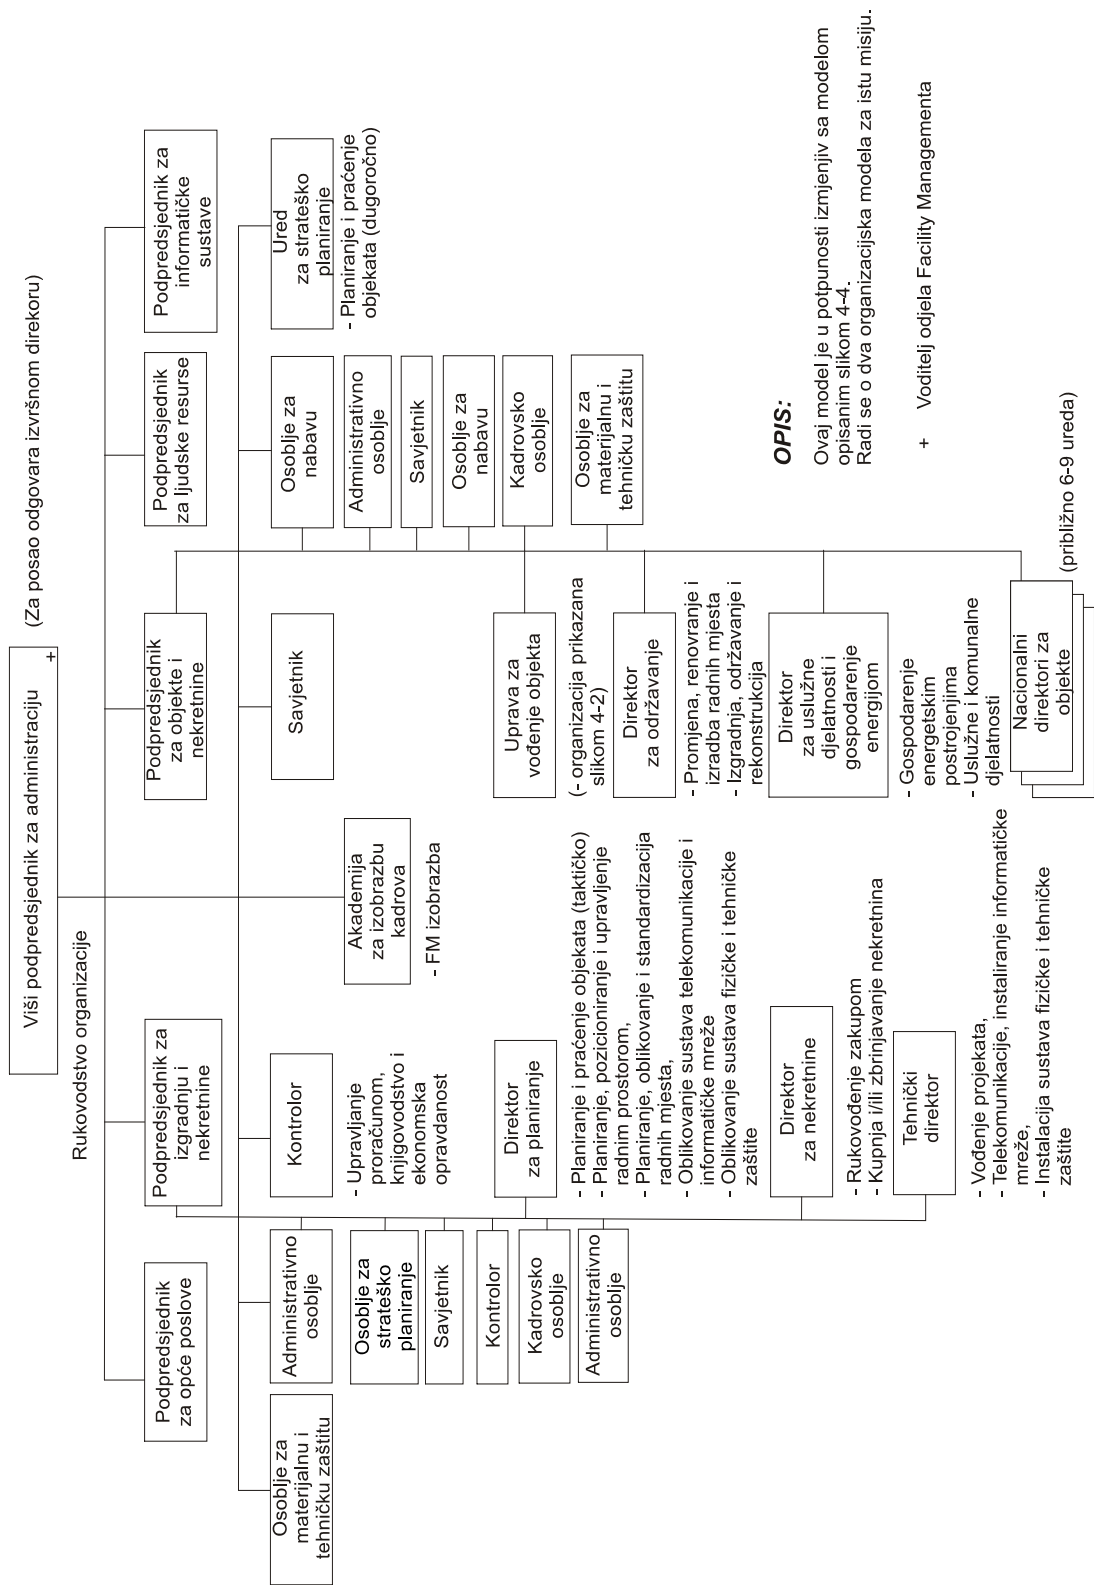 Viši podpredsjednik za administraciju
+
(Za posao odgovara izvršnom direkoru)
Rukovodstvo organizacije
Podpredsjednik
za opće poslove
Podpredsjednik za
izgradnju i
nekretnine
Podpredsjednik
za objekte i
nekretnine
Podpredsjednik
za ljudske resurse
Podpredsjednik za
informatičke
sustave
Osoblje za
materijalnu i
tehničku zaštitu
Administrativno
osoblje
Kontrolor
- Upravljanje
proračunom,
knjigovodstvo i
ekonomska
opravdanost
Akademija
za izobrazbu
kadrova
- FM izobrazba
Savjetnik
Osoblje za
nabavu
Ured
za strateško
planiranje
- Planiranje i praćenje
objekata (dugoročno)
Osoblje za
strateško
planiranje
Savjetnik
Kontrolor
Kadrovsko
osoblje
Administrativno
osoblje
Direktor
za planiranje
- Planiranje i praćenje objekata (taktičko)
- Planiranje, pozicioniranje i upravljenje
radnim prostorom,
- Planiranje, oblikovanje i standardizacija
radnih mjesta,
- Oblikovanje sustava telekomunikacije i
informatičke mreže
- Oblikovanje sustava fizičke i tehničke
zaštite
Direktor
za nekretnine
- Rukovođenje zakupom
- Kupnja i/ili zbrinjavanje nekretnina
Tehnički
direktor
- Vođenje projekata,
- Telekomunikacije, instaliranje informatičke
mreže,
- Instalacija sustava fizičke i tehničke
zaštite
Administrativno
osoblje
Savjetnik
Osoblje za
nabavu
Kadrovsko
osoblje
Osoblje za
materijalnu i
tehničku zaštitu
Uprava za
vođenje objekta
(- organizacija prikazana
slikom 4-2)
Direktor
za održavanje
- Promjena, renovranje i
izradba radnih mjesta
- Izgradnja, održavanje i
rekonstrukcija
Direktor
za uslužne
djelatnosti i
gospodarenje
energijom
- Gospodarenje
energetskim
postrojenjima
- Uslužne i komunalne
djelatnosti
Nacionalni
direktori za
objekte
(približno 6-9 ureda)
OPIS:
Ovaj model je u potpunosti izmjenjiv sa modelom
opisanim slikom 4-4.
Radi se o dva organizacijska modela za istu misiju.
+ Voditelj odjela Facility Managementa